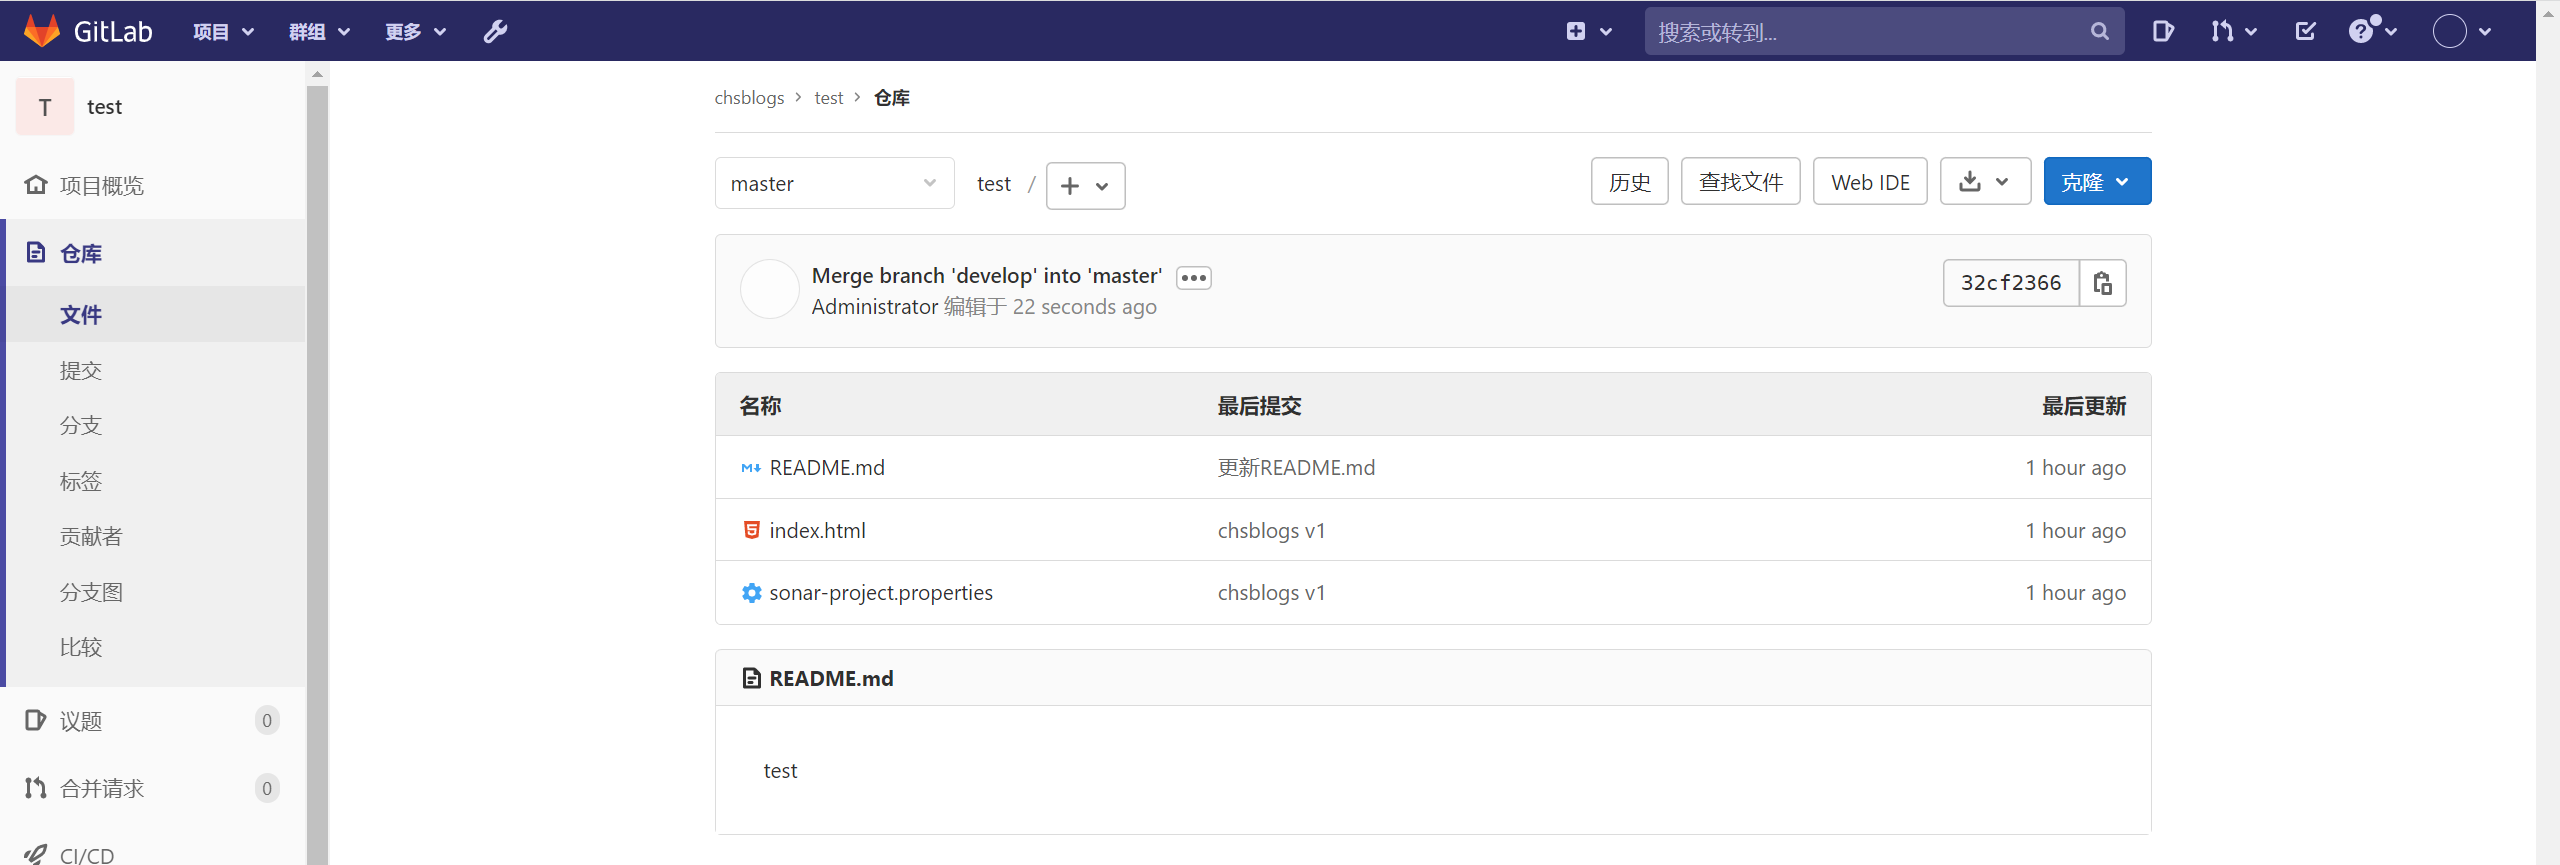 GitLab 项目 群组 更多 搜索或转到...
T test
项目概览
仓库
文件
提交
分支
标签
贡献者
分支图
比较
议题 0
合并请求 0
CI/CD
chsblogs > test > 仓库
master test / + 历史 查找文件 Web IDE 克隆
Merge branch 'develop' into 'master' ••• 32cf2366
Administrator 编辑于 22 seconds ago
名称 最后提交 最后更新
README.md 更新README.md 1 hour ago
index.html chsblogs v1 1 hour ago
sonar-project.properties chsblogs v1 1 hour ago
README.md
test